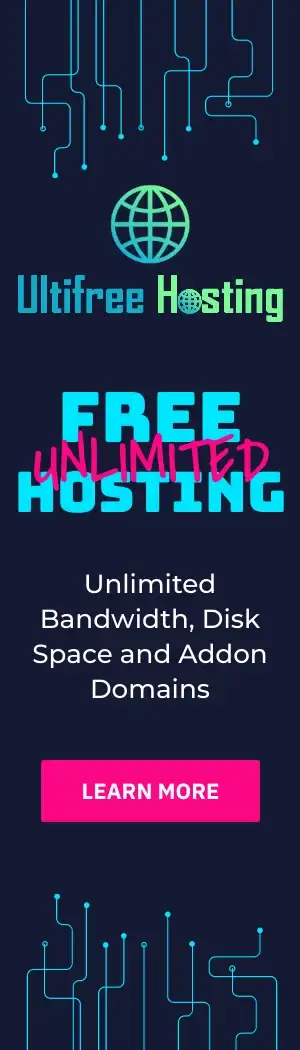 Ultifree Hosting
FREE
UNLIMITED
HOSTING
Unlimited
Bandwidth, Disk
Space and Addon
Domains
LEARN MORE